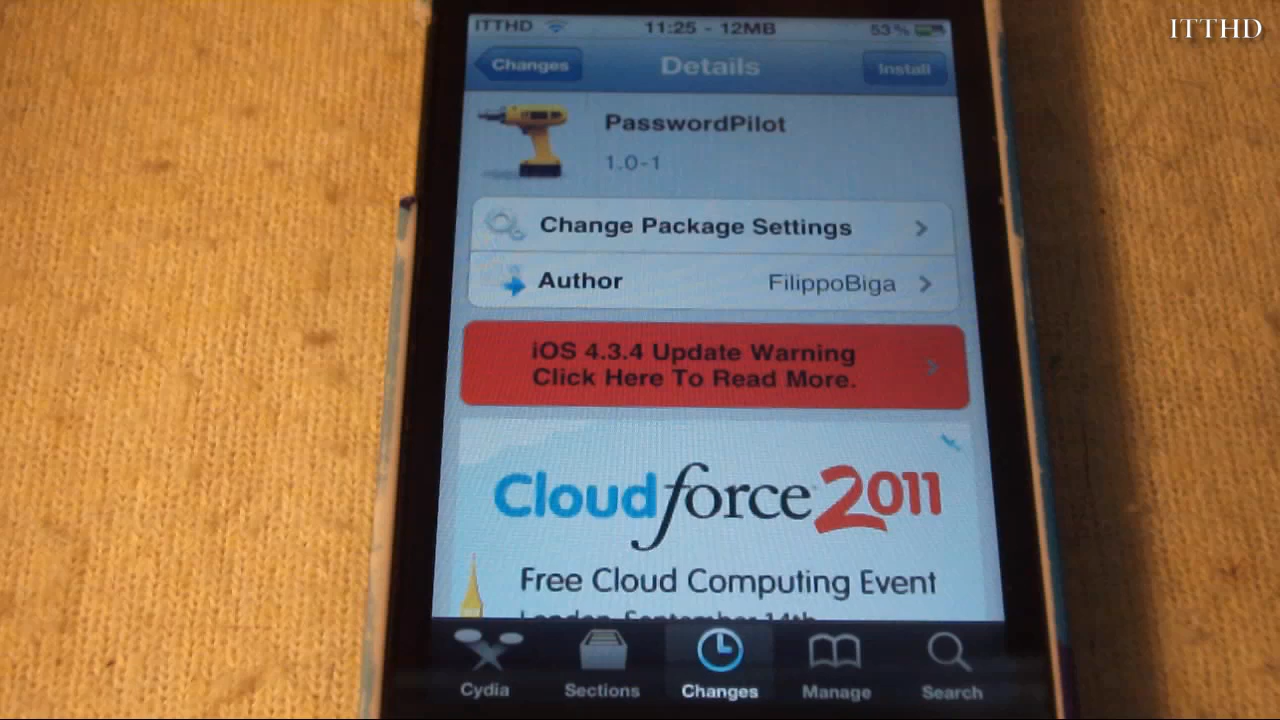 ITTHD
ITTHD 11:25 - 12MB 53%
Changes Details Install
PasswordPilot
1.0-1
Change Package Settings
Author FilippoBiga
iOS 4.3.4 Update Warning
Click Here To Read More.
Cloudforce 2011
Free Cloud Computing Event
London, September 14th
Cydia Sections Changes Manage Search